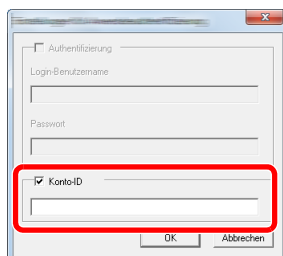 Authentifizierung
Login-Benutzername
Passwort
Konto-ID
OK Abbrechen